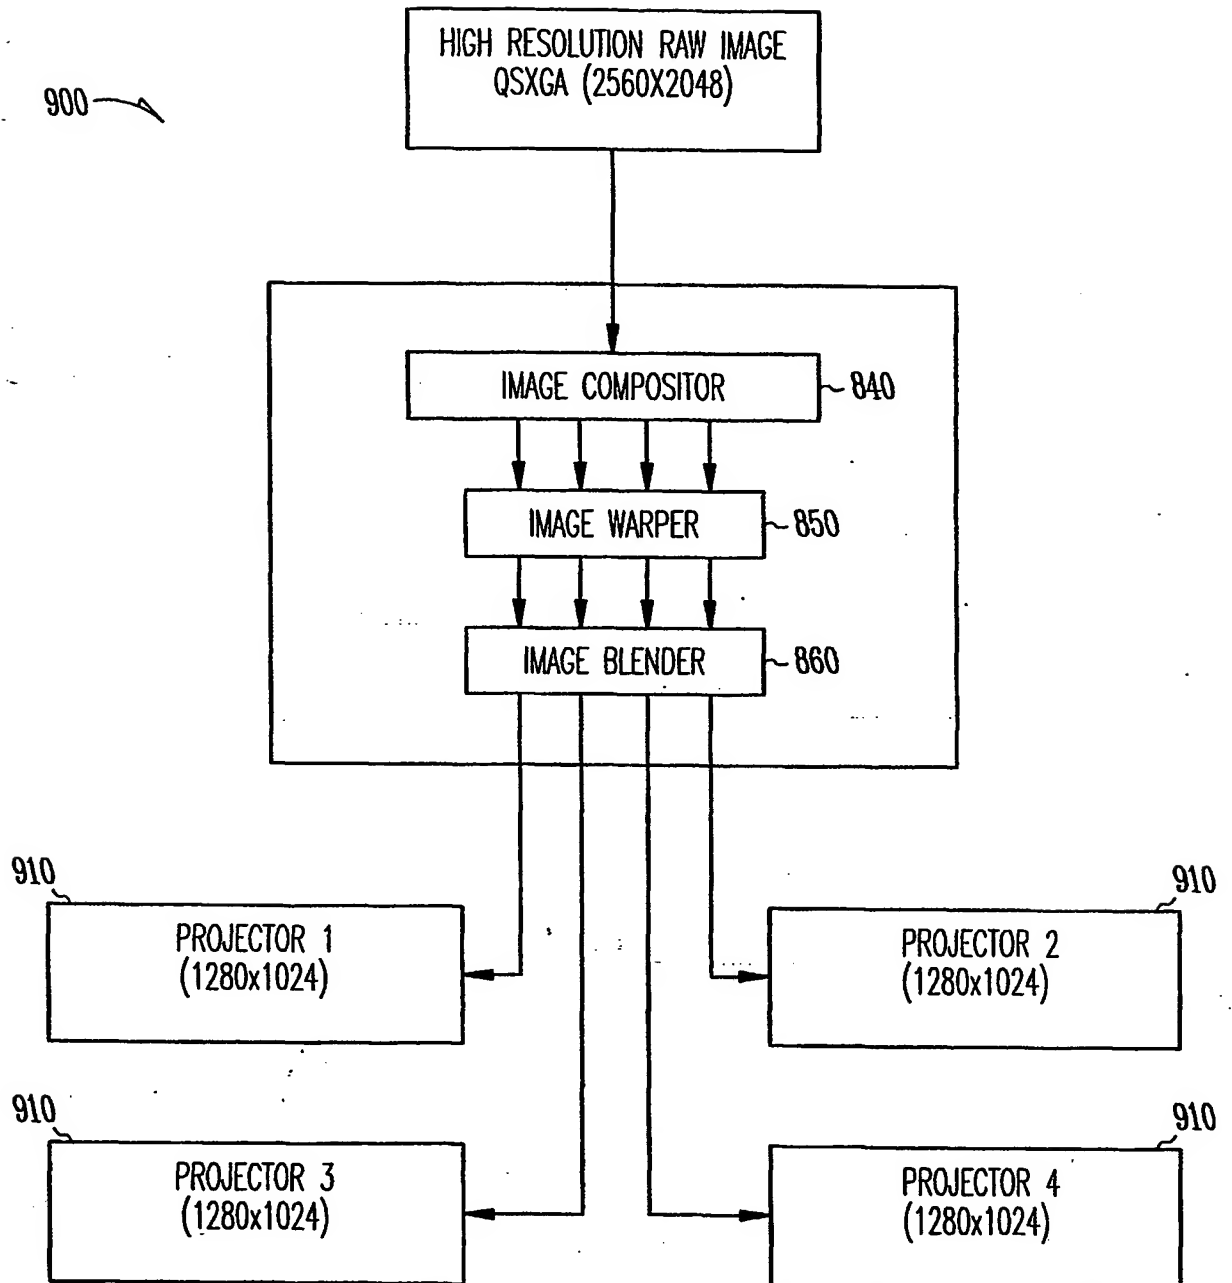 HIGH RESOLUTION RAW IMAGE
QSXGA (2560X2048)
900
IMAGE COMPOSITOR
840
IMAGE WARPER
850
IMAGE BLENDER
860
910
PROJECTOR 1
(1280x1024)
910
PROJECTOR 2
(1280x1024)
910
PROJECTOR 3
(1280x1024)
910
PROJECTOR 4
(1280x1024)